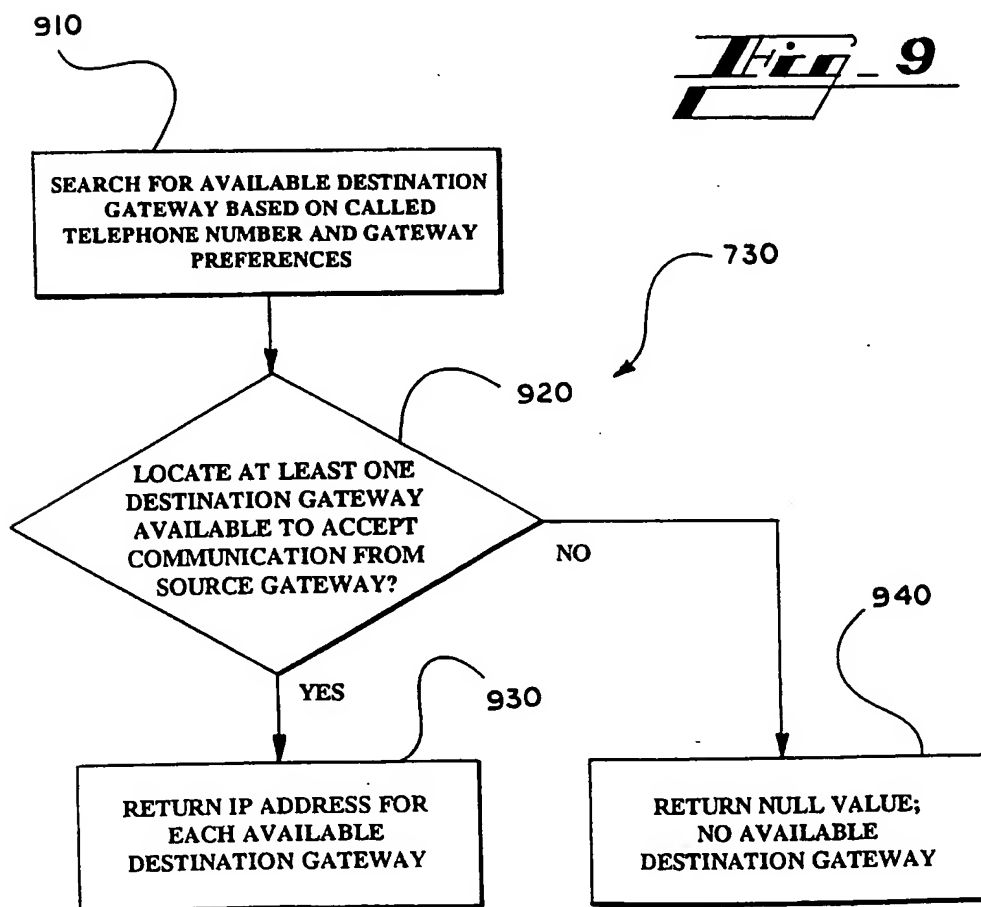 910
Fig_ 9
SEARCH FOR AVAILABLE DESTINATION
GATEWAY BASED ON CALLED
TELEPHONE NUMBER AND GATEWAY
PREFERENCES
730
920
LOCATE AT LEAST ONE
DESTINATION GATEWAY
AVAILABLE TO ACCEPT
COMMUNICATION FROM
SOURCE GATEWAY?
NO
940
YES
930
RETURN IP ADDRESS FOR
EACH AVAILABLE
DESTINATION GATEWAY
RETURN NULL VALUE;
NO AVAILABLE
DESTINATION GATEWAY